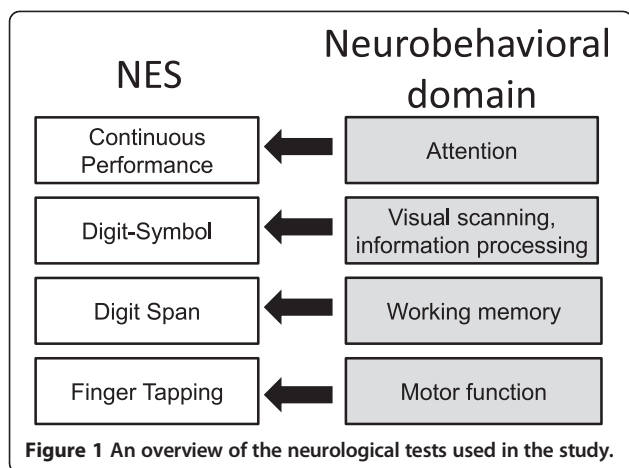 NES
Neurobehavioral
domain
Continuous
Performance
Attention
Digit-Symbol
Visual scanning,
information processing
Digit Span
Working memory
Finger Tapping
Motor function
Figure 1 An overview of the neurological tests used in the study.